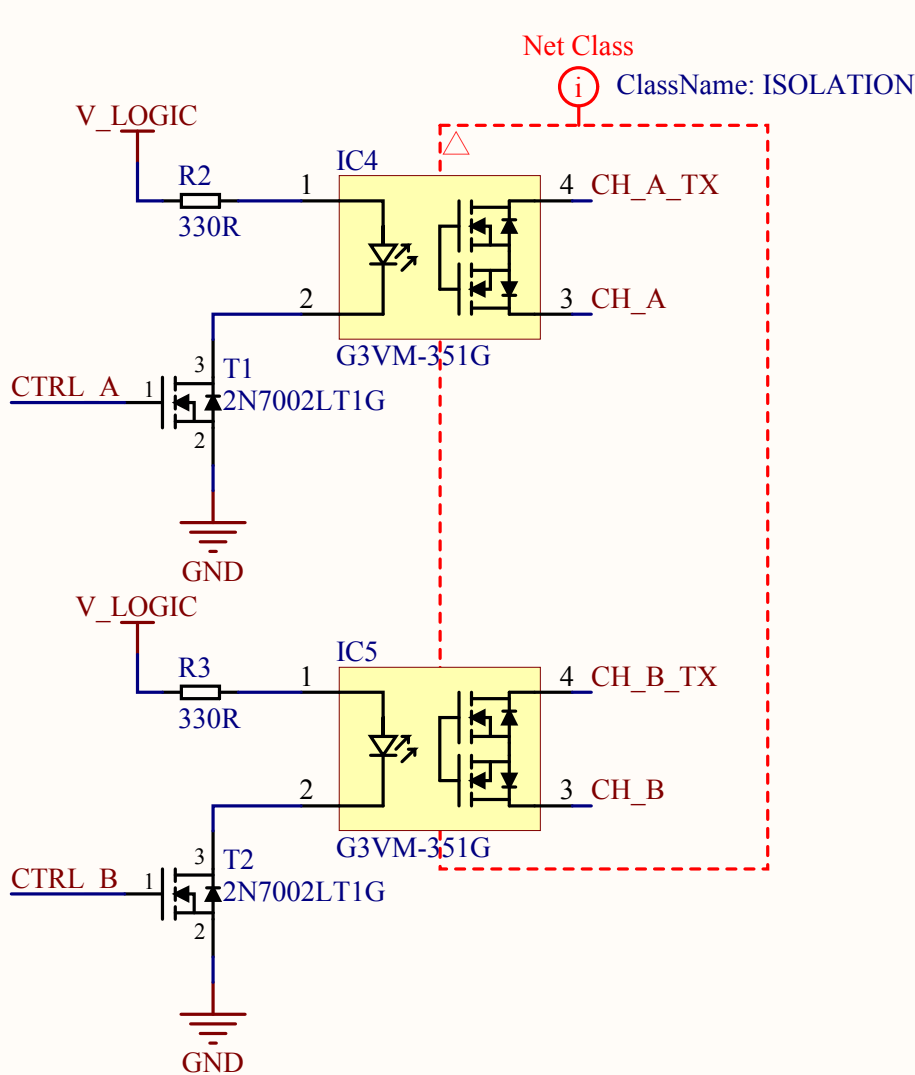 Net Class
i
ClassName: ISOLATION
V_LOGIC
IC4
R2
1
4
CH_A_TX
330R
2
3
CH_A
G3VM-351G
3
T1
CTRL_A
1
2N7002LT1G
2
GND
V_LOGIC
IC5
R3
1
4
CH_B_TX
330R
2
3
CH_B
G3VM-351G
3
T2
CTRL_B
1
2N7002LT1G
2
GND